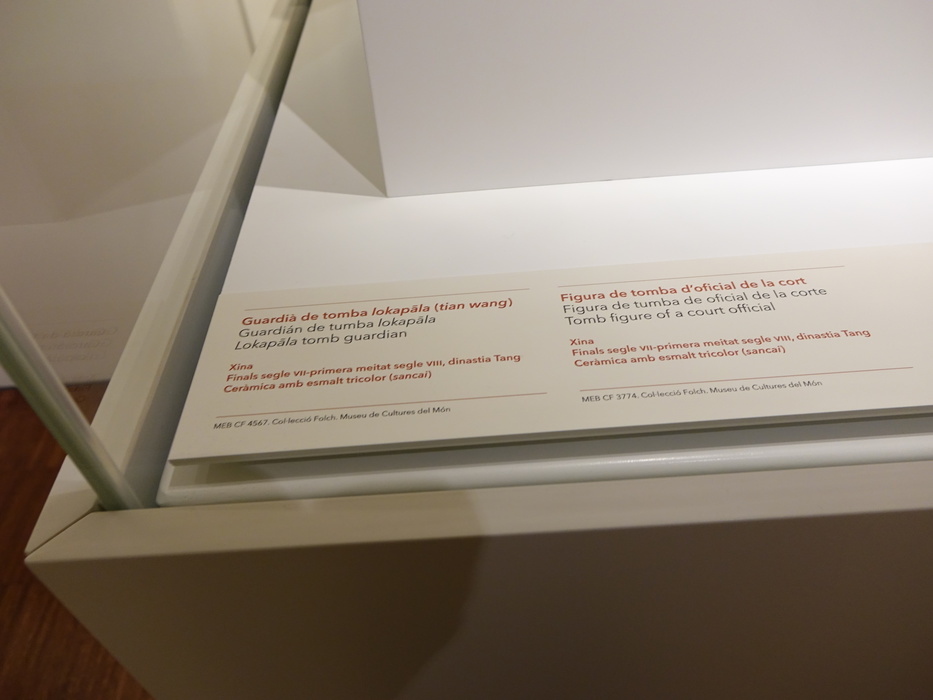 Guardià de tomba lokapāla (tian wang)
Guardián de tumba lokapāla
Lokapāla tomb guardian
Xina
Finals segle VII-primera meitat segle VIII, dinastia Tang
Ceràmica amb esmalt tricolor (sancai)
MEB CF 4567. Col·lecció Folch. Museu de Cultures del Món
Figura de tomba d'oficial de la cort
Figura de tumba de oficial de la corte
Tomb figure of a court official
Xina
Finals segle VII-primera meitat segle VIII, dinastia Tang
Ceràmica amb esmalt tricolor (sancai)
MEB CF 3774. Col·lecció Folch. Museu de Cultures del Món